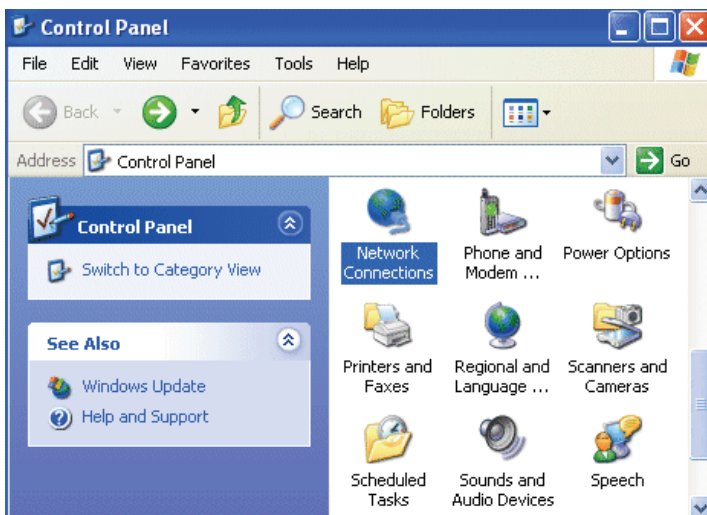 Control Panel
File Edit View Favorites Tools Help
Back Search Folders
Address Control Panel Go
Control Panel
Switch to Category View
See Also
Windows Update
Help and Support
Network
Connections
Phone and
Modem ...
Power Options
Printers and
Faxes
Regional and
Language ...
Scanners and
Cameras
Scheduled
Tasks
Sounds and
Audio Devices
Speech